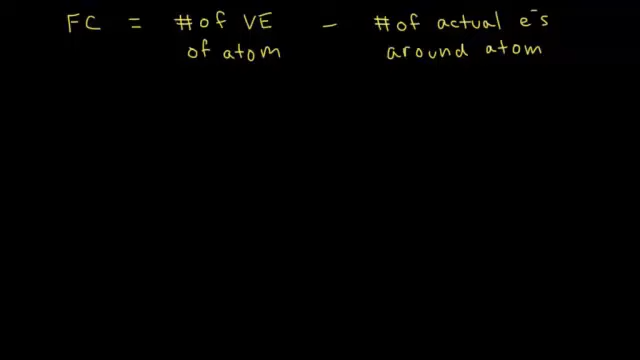 FC = # of VE - # of actual e⁻s
of atom around atom